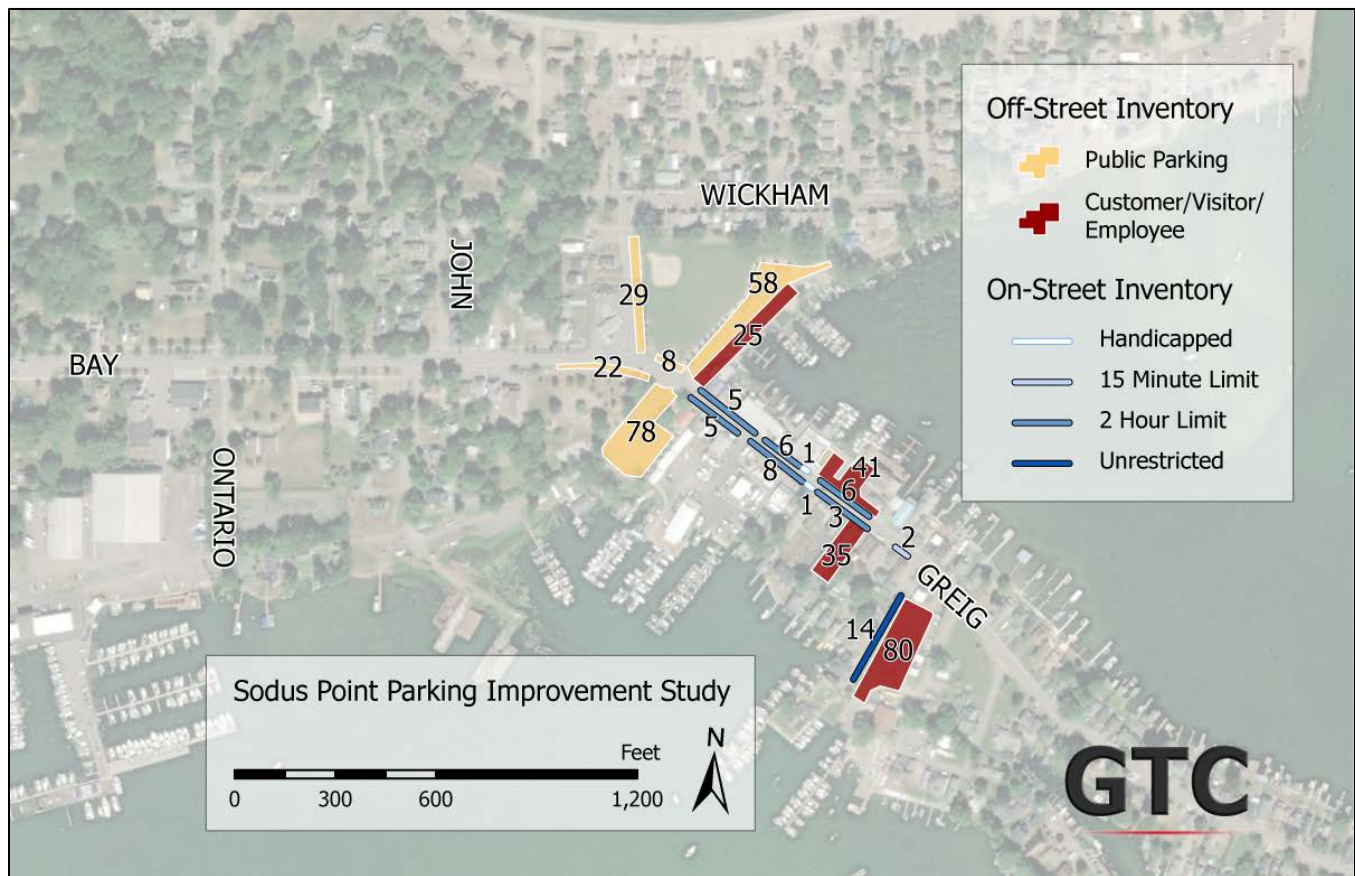 Off-Street Inventory
Public Parking
Customer/Visitor/
Employee
On-Street Inventory
Handicapped
15 Minute Limit
2 Hour Limit
Unrestricted
WICKHAM
JOHN
BAY
ONTARIO
GREIG
29
58
25
8
22
5
5
78
6
1
8
41
6
1
3
2
35
14
80
Sodus Point Parking Improvement Study
Feet
N
0 300 600 1,200
GTC